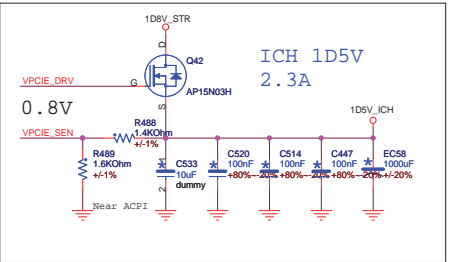 1D8V_STR
D
Q42
ICH 1D5V
VPCIE_DRV
G
2.3A
AP15N03H
0.8V
S
R488
1D5V_ICH
VPCIE_SEN
1.4KOhm
+/-1%
R489
1.6KOhm
+/-1%
1
C533
10uF
dummy
2
C520
100nF
+80%~-20%
C514
100nF
+80%~-20%
C447
100nF
+80%~-20%
EC58
1000uF
+/-20%
Near ACPI